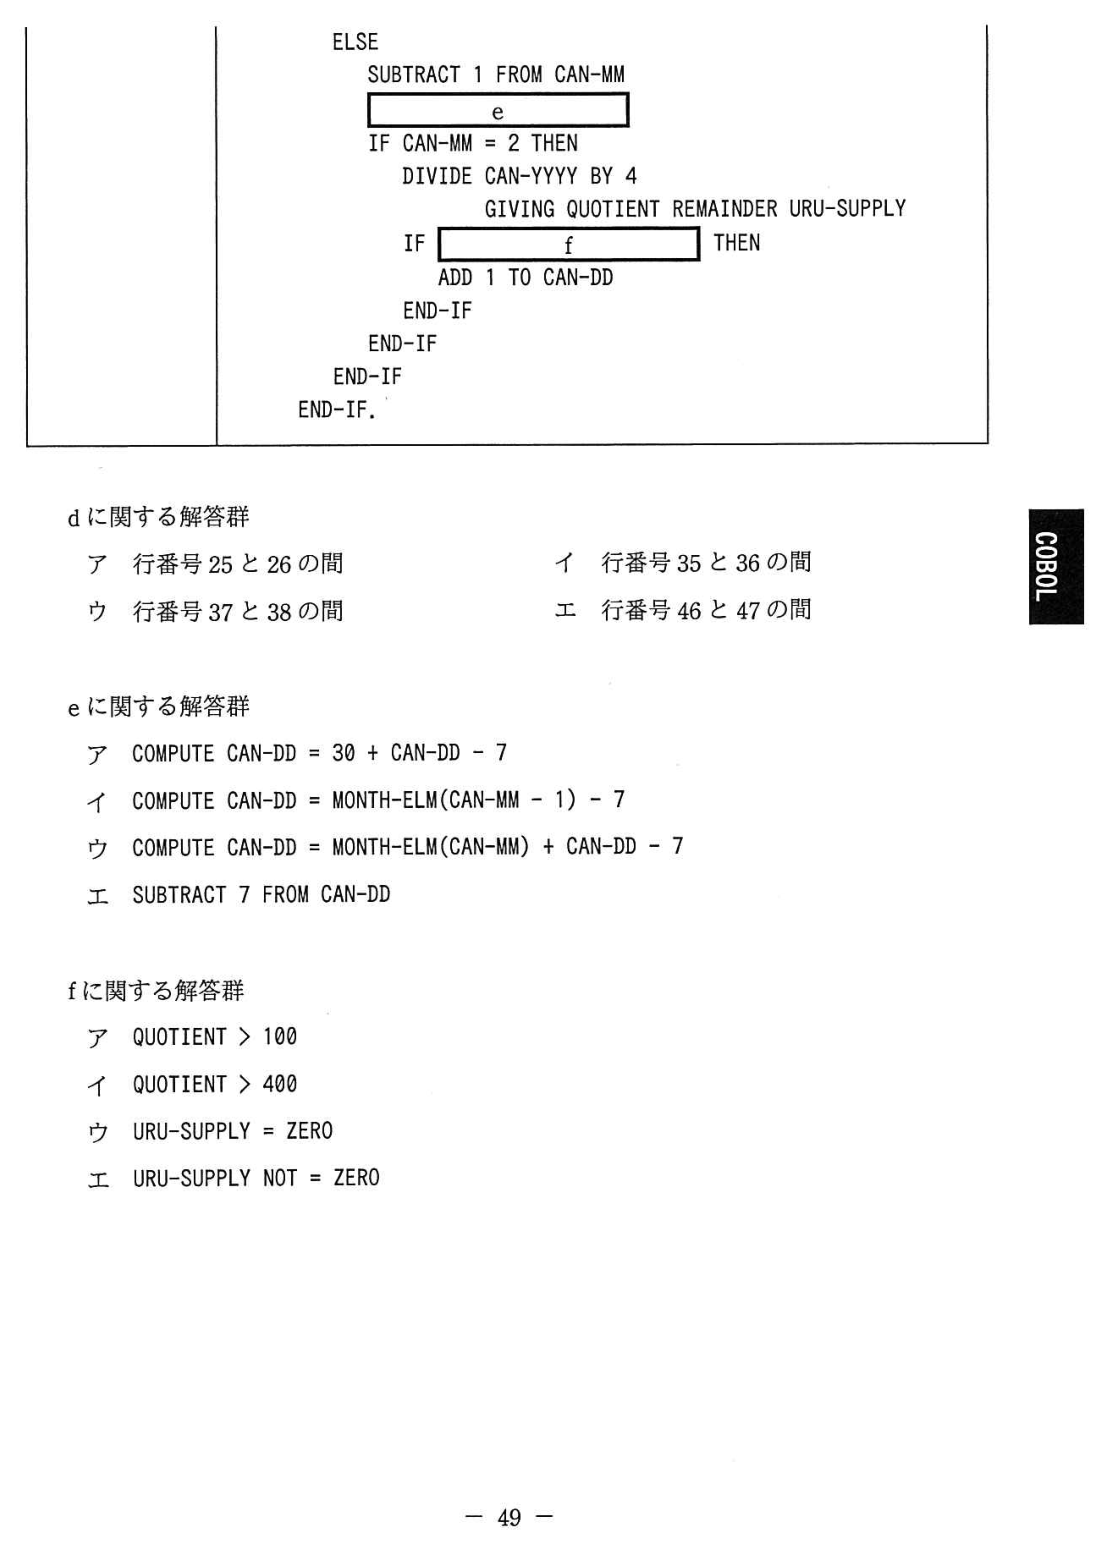 ELSE
SUBTRACT 1 FROM CAN-MM
e
IF CAN-MM = 2 THEN
DIVIDE CAN-YYYY BY 4
GIVING QUOTIENT REMAINDER URU-SUPPLY
IF f THEN
ADD 1 TO CAN-DD
END-IF
END-IF
END-IF
END-IF.
dに関する解答群
ア 行番号 25 と 26 の間 イ 行番号 35 と 36 の間
ウ 行番号 37 と 38 の間 エ 行番号 46 と 47 の間
COBOL
eに関する解答群
ア COMPUTE CAN-DD = 30 + CAN-DD - 7
イ COMPUTE CAN-DD = MONTH-ELM(CAN-MM - 1) - 7
ウ COMPUTE CAN-DD = MONTH-ELM(CAN-MM) + CAN-DD - 7
エ SUBTRACT 7 FROM CAN-DD
fに関する解答群
ア QUOTIENT > 100
イ QUOTIENT > 400
ウ URU-SUPPLY = ZERO
エ URU-SUPPLY NOT = ZERO
- 49 -